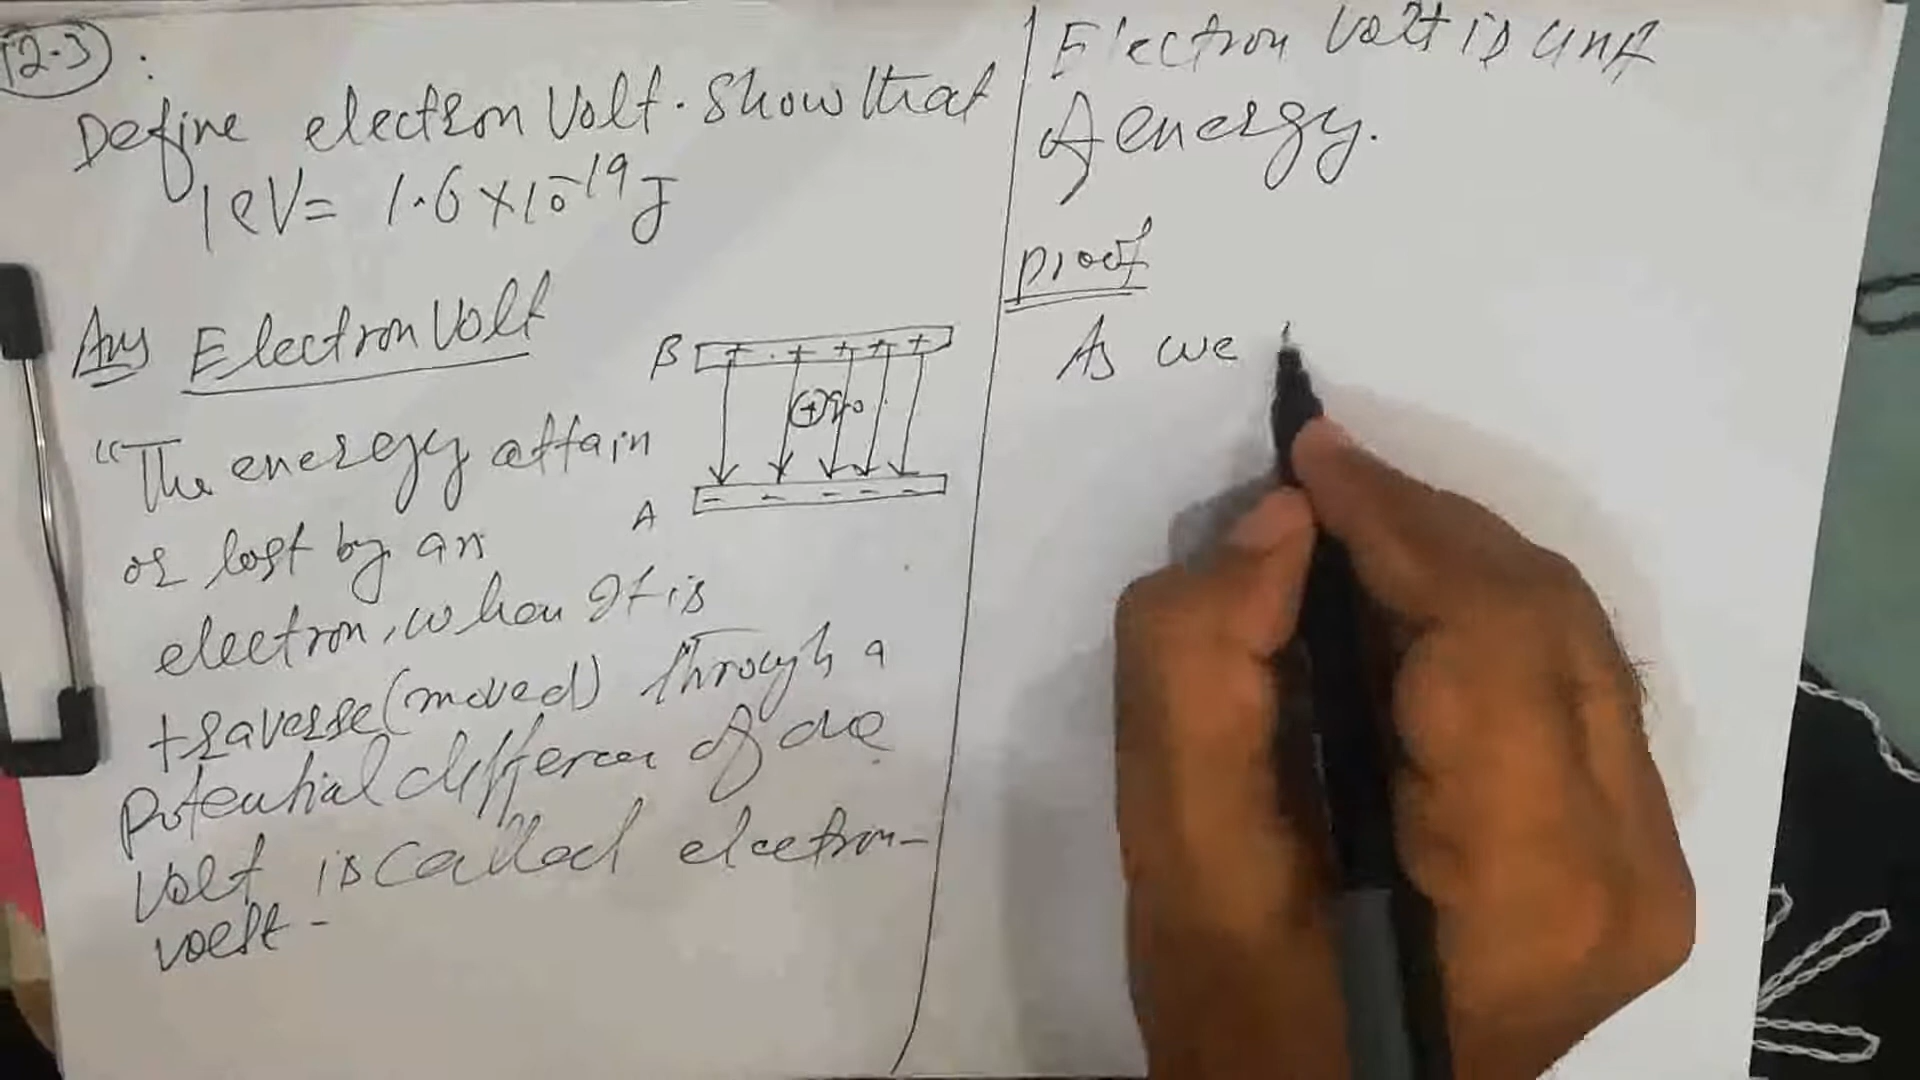 12.3 :
Define electron Volt. Show that
1eV = 1.6 × 10⁻¹⁹ J
Ans Electron Volt
"The energy attain
or lost by an
electron, when It is
traverse (moved) through a
potential difference of one
Volt is called electron-
volt -
B + + + + +
⊕q₀
A - - - - -
Electron Volt is unit
of energy.
Proof
As we